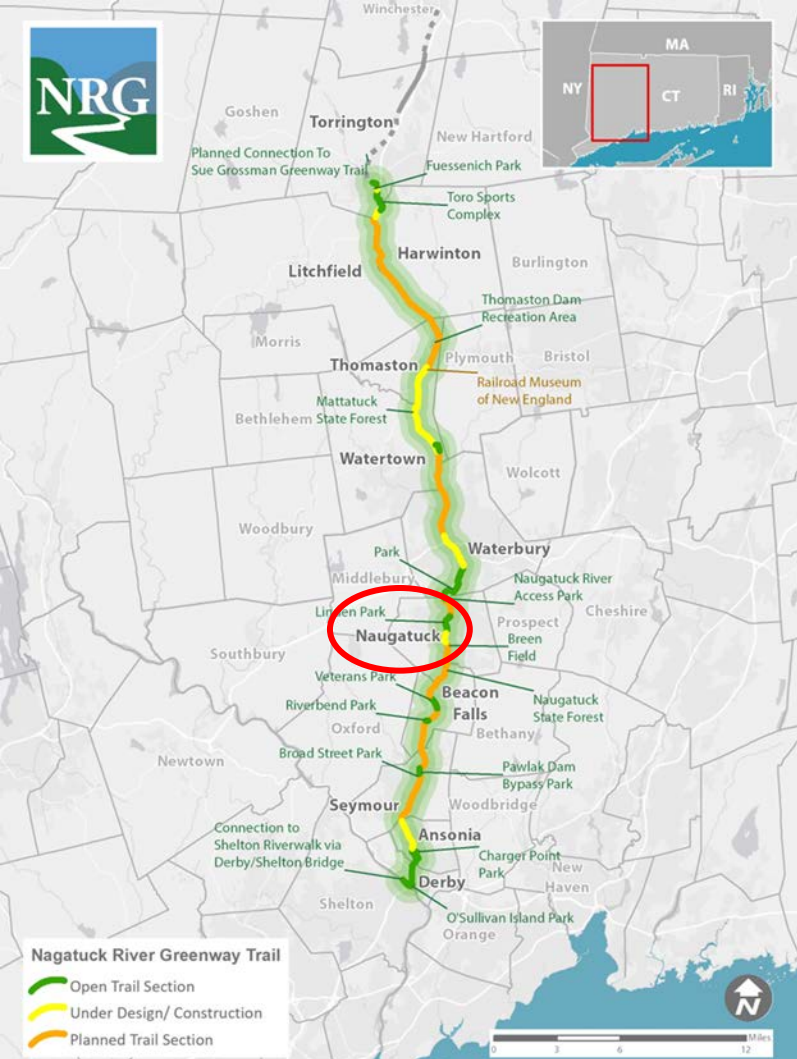 Winchester
NRG
MA
NY
CT
RI
Goshen
Torrington
New Hartford
Planned Connection To
Sue Grossman Greenway Trail
Fuessenich Park
Toro Sports
Complex
Harwinton
Litchfield
Burlington
Thomaston Dam
Recreation Area
Morris
Thomaston
Plymouth
Bristol
Railroad Museum
of New England
Mattatuck
State Forest
Bethlehem
Watertown
Wolcott
Woodbury
Waterbury
Park
Middlebury
Naugatuck River
Access Park
Linden Park
Prospect
Cheshire
Naugatuck
Breen
Field
Southbury
Veterans Park
Beacon
Falls
Naugatuck
State Forest
Riverbend Park
Oxford
Bethany
Newtown
Broad Street Park
Pawlak Dam
Bypass Park
Seymour
Woodbridge
Connection to
Shelton Riverwalk via
Derby/Shelton Bridge
Ansonia
Charger Point
Park
New
Haven
Derby
Shelton
O'Sullivan Island Park
Orange
Nagatuck River Greenway Trail
Open Trail Section
Under Design/ Construction
Planned Trail Section
N
Miles
0 3 6 12